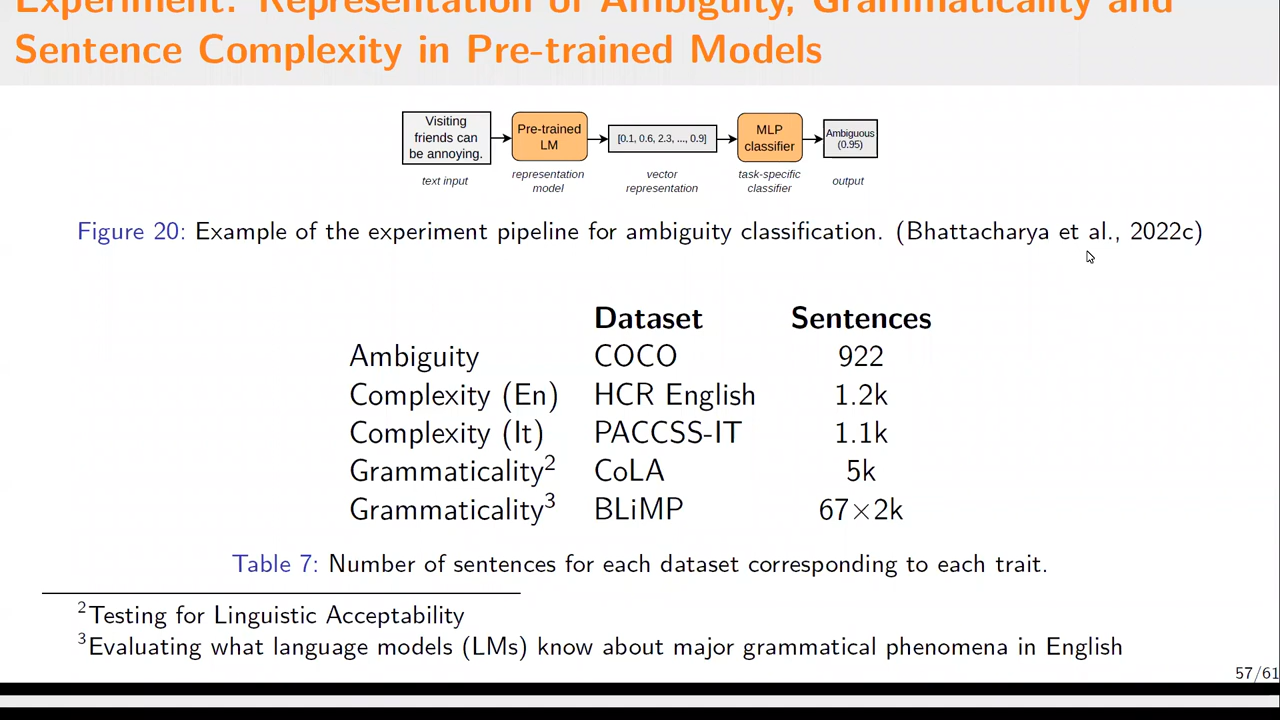 Experiment: Representation of Ambiguity, Grammaticality and
Sentence Complexity in Pre-trained Models
Visiting
friends can
be annoying.
text input
Pre-trained
LM
representation
model
[0.1, 0.6, 2.3, ..., 0.9]
vector
representation
MLP
classifier
task-specific
classifier
Ambiguous
(0.95)
output
Figure 20: Example of the experiment pipeline for ambiguity classification. (Bhattacharya et al., 2022c)
Dataset Sentences
Ambiguity COCO 922
Complexity (En) HCR English 1.2k
Complexity (It) PACCSS-IT 1.1k
Grammaticality² CoLA 5k
Grammaticality³ BLiMP 67×2k
Table 7: Number of sentences for each dataset corresponding to each trait.
²Testing for Linguistic Acceptability
³Evaluating what language models (LMs) know about major grammatical phenomena in English
57/61